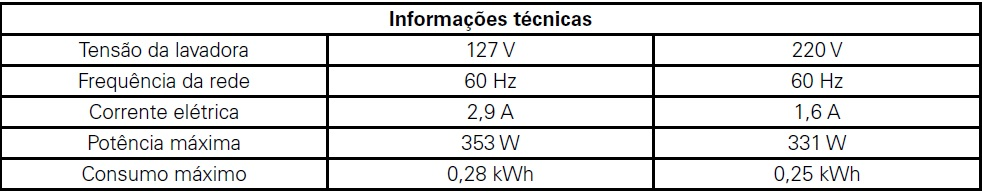 Informações técnicas
Tensão da lavadora 127 V 220 V
Frequência da rede 60 Hz 60 Hz
Corrente elétrica 2,9 A 1,6 A
Potência máxima 353 W 331 W
Consumo máximo 0,28 kWh 0,25 kWh